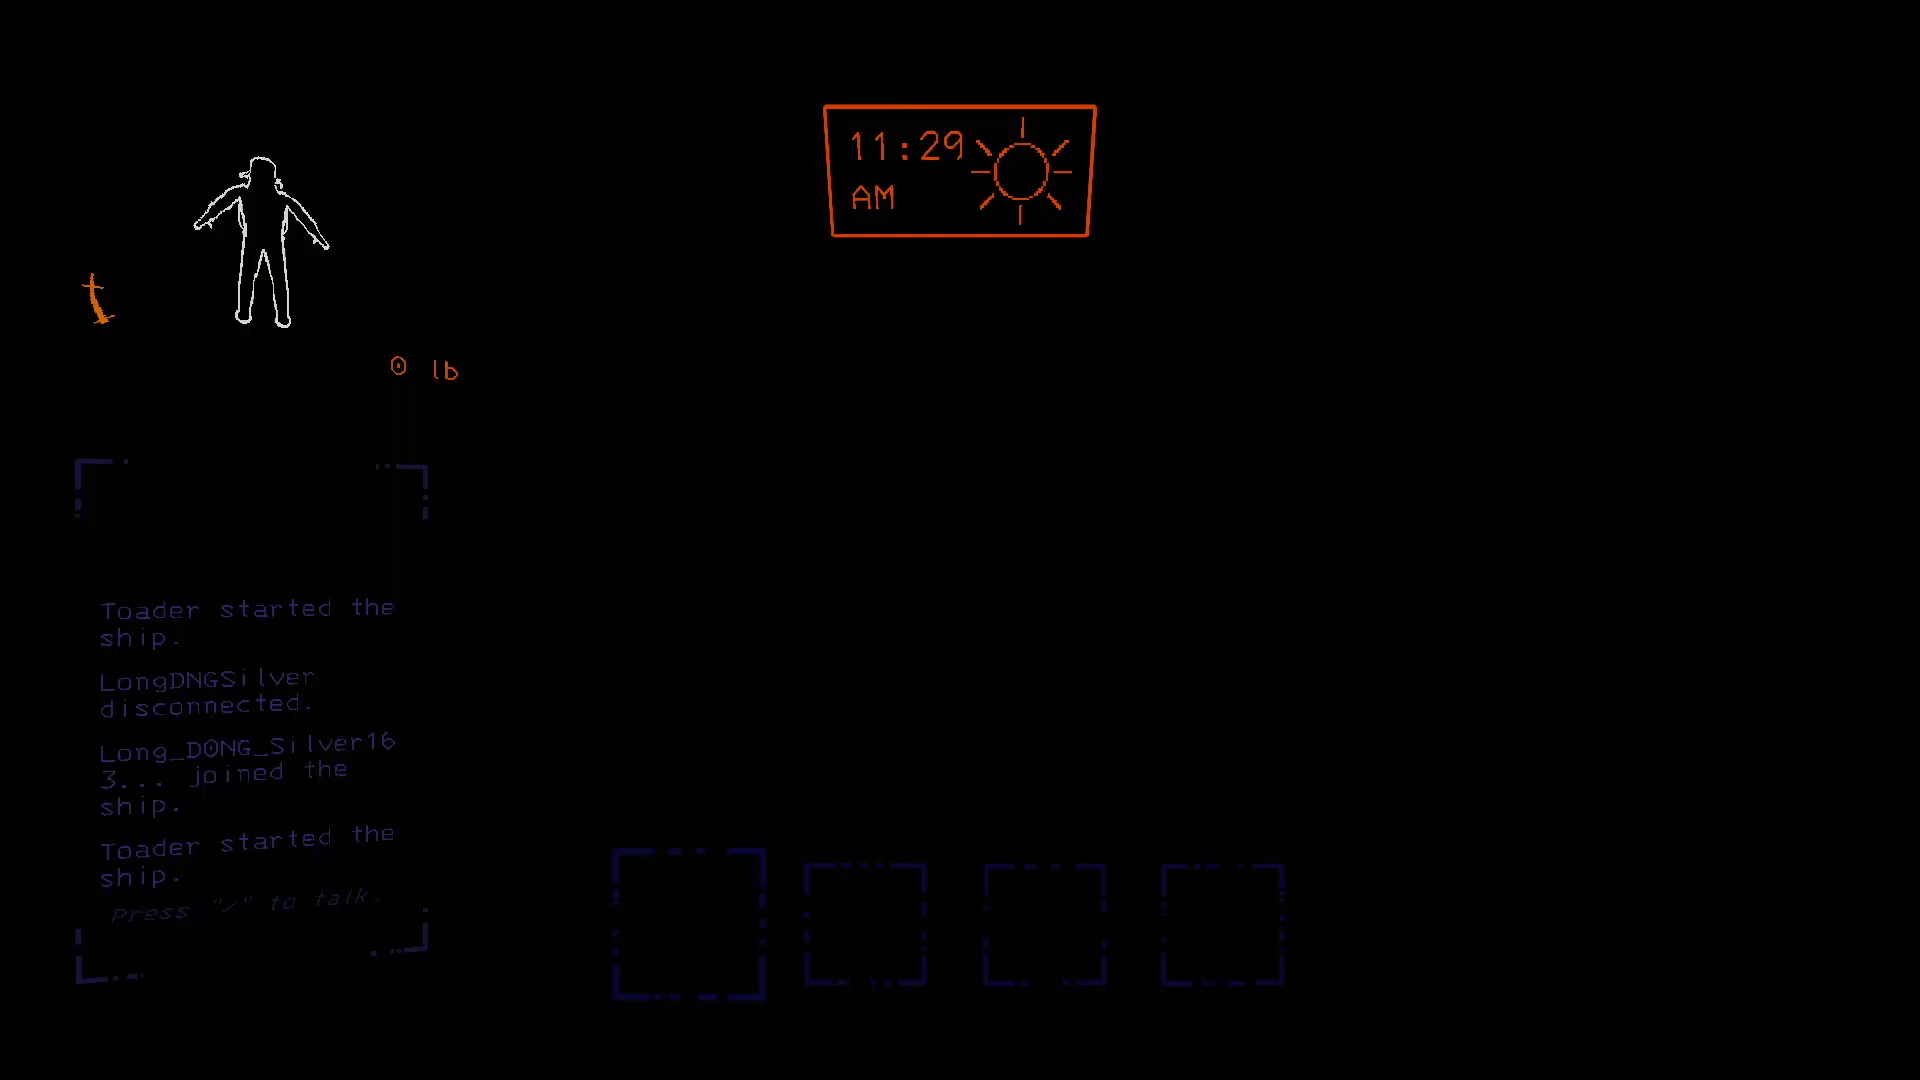 11:29
AM
0 lb
Toader started the
ship.
LongDNGSilver
disconnected.
Long_D0NG_Silver16
3... joined the
ship.
Toader started the
ship.
Press "/" to talk.